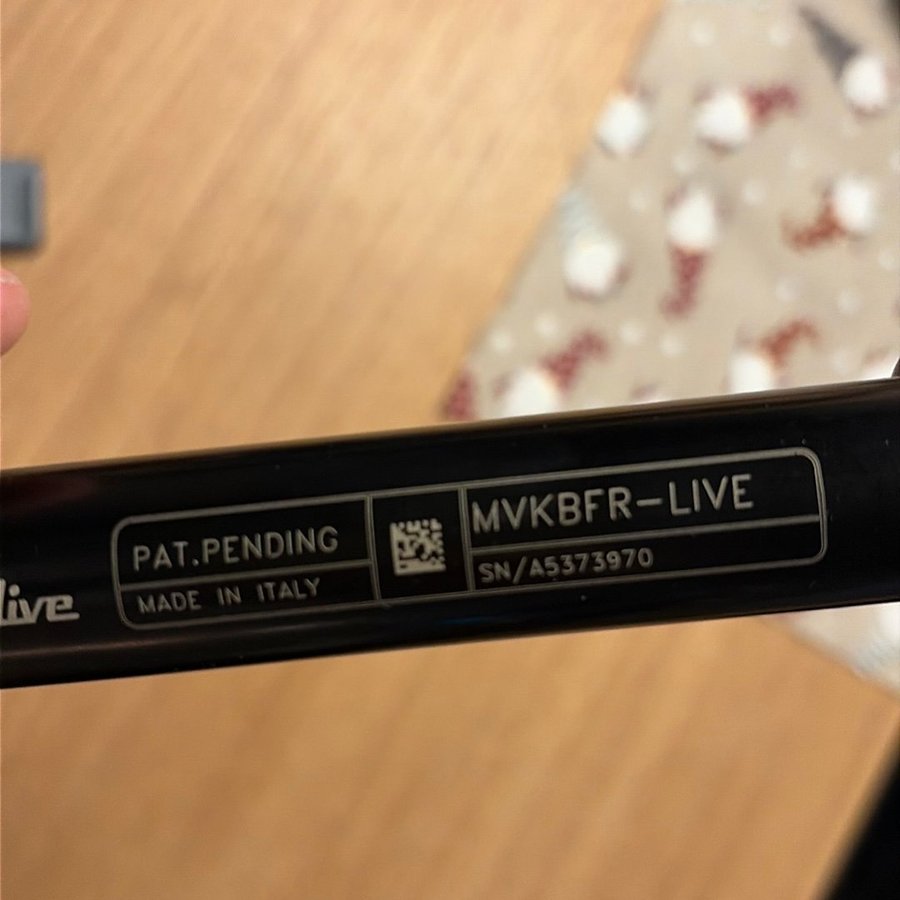 live
PAT.PENDING
MADE IN ITALY
MVKBFR-LIVE
SN/A5373970